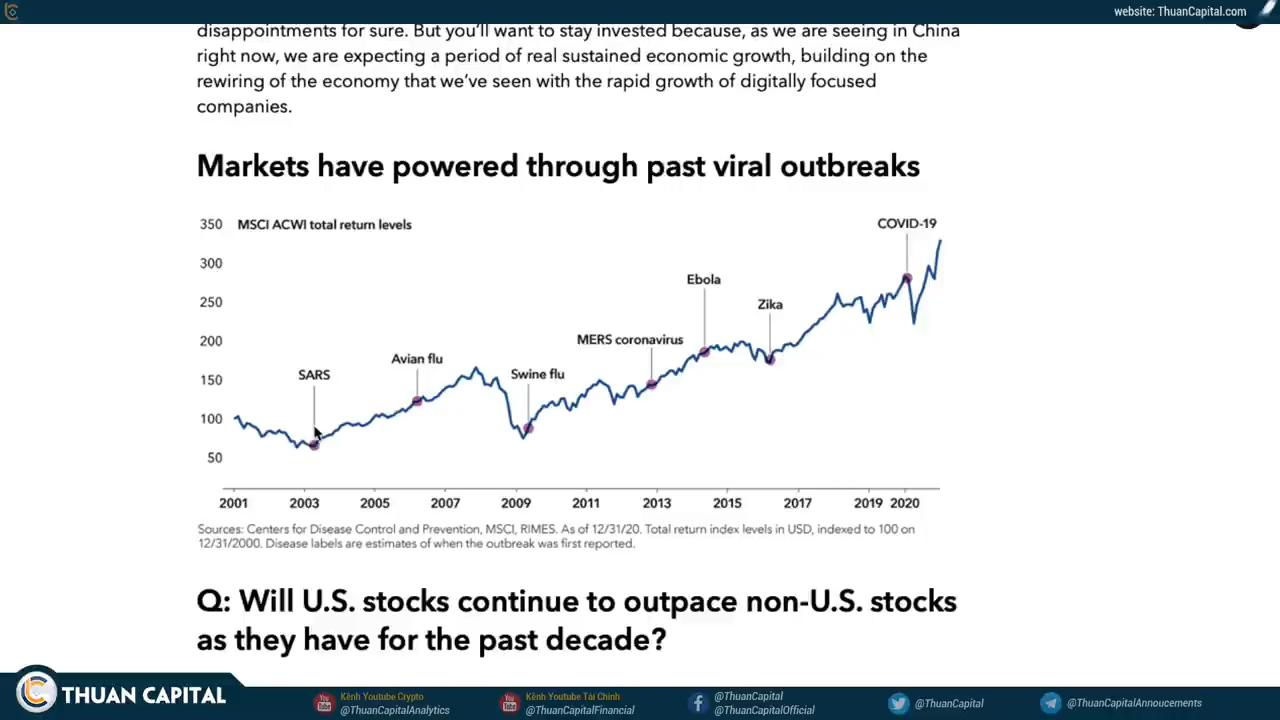 website: ThuanCapital.com
disappointments for sure. But you'll want to stay invested because, as we are seeing in China
right now, we are expecting a period of real sustained economic growth, building on the
rewiring of the economy that we've seen with the rapid growth of digitally focused
companies.
Markets have powered through past viral outbreaks
350 MSCI ACWI total return levels
COVID-19
300
Ebola
250
Zika
200
MERS coronavirus
Avian flu
150
SARS
Swine flu
100
50
2001 2003 2005 2007 2009 2011 2013 2015 2017 2019 2020
Sources: Centers for Disease Control and Prevention, MSCI, RIMES. As of 12/31/20. Total return index levels in USD, indexed to 100 on
12/31/2000. Disease labels are estimates of when the outbreak was first reported.
Q: Will U.S. stocks continue to outpace non-U.S. stocks
as they have for the past decade?
THUAN CAPITAL
You Tube
Kênh Youtube Crypto
@ThuanCapitalAnalytics
You Tube
Kênh Youtube Tài Chính
@ThuanCapitalFinancial
@ThuanCapital
@ThuanCapitalOfficial
@ThuanCapital
@ThuanCapitalAnnoucements